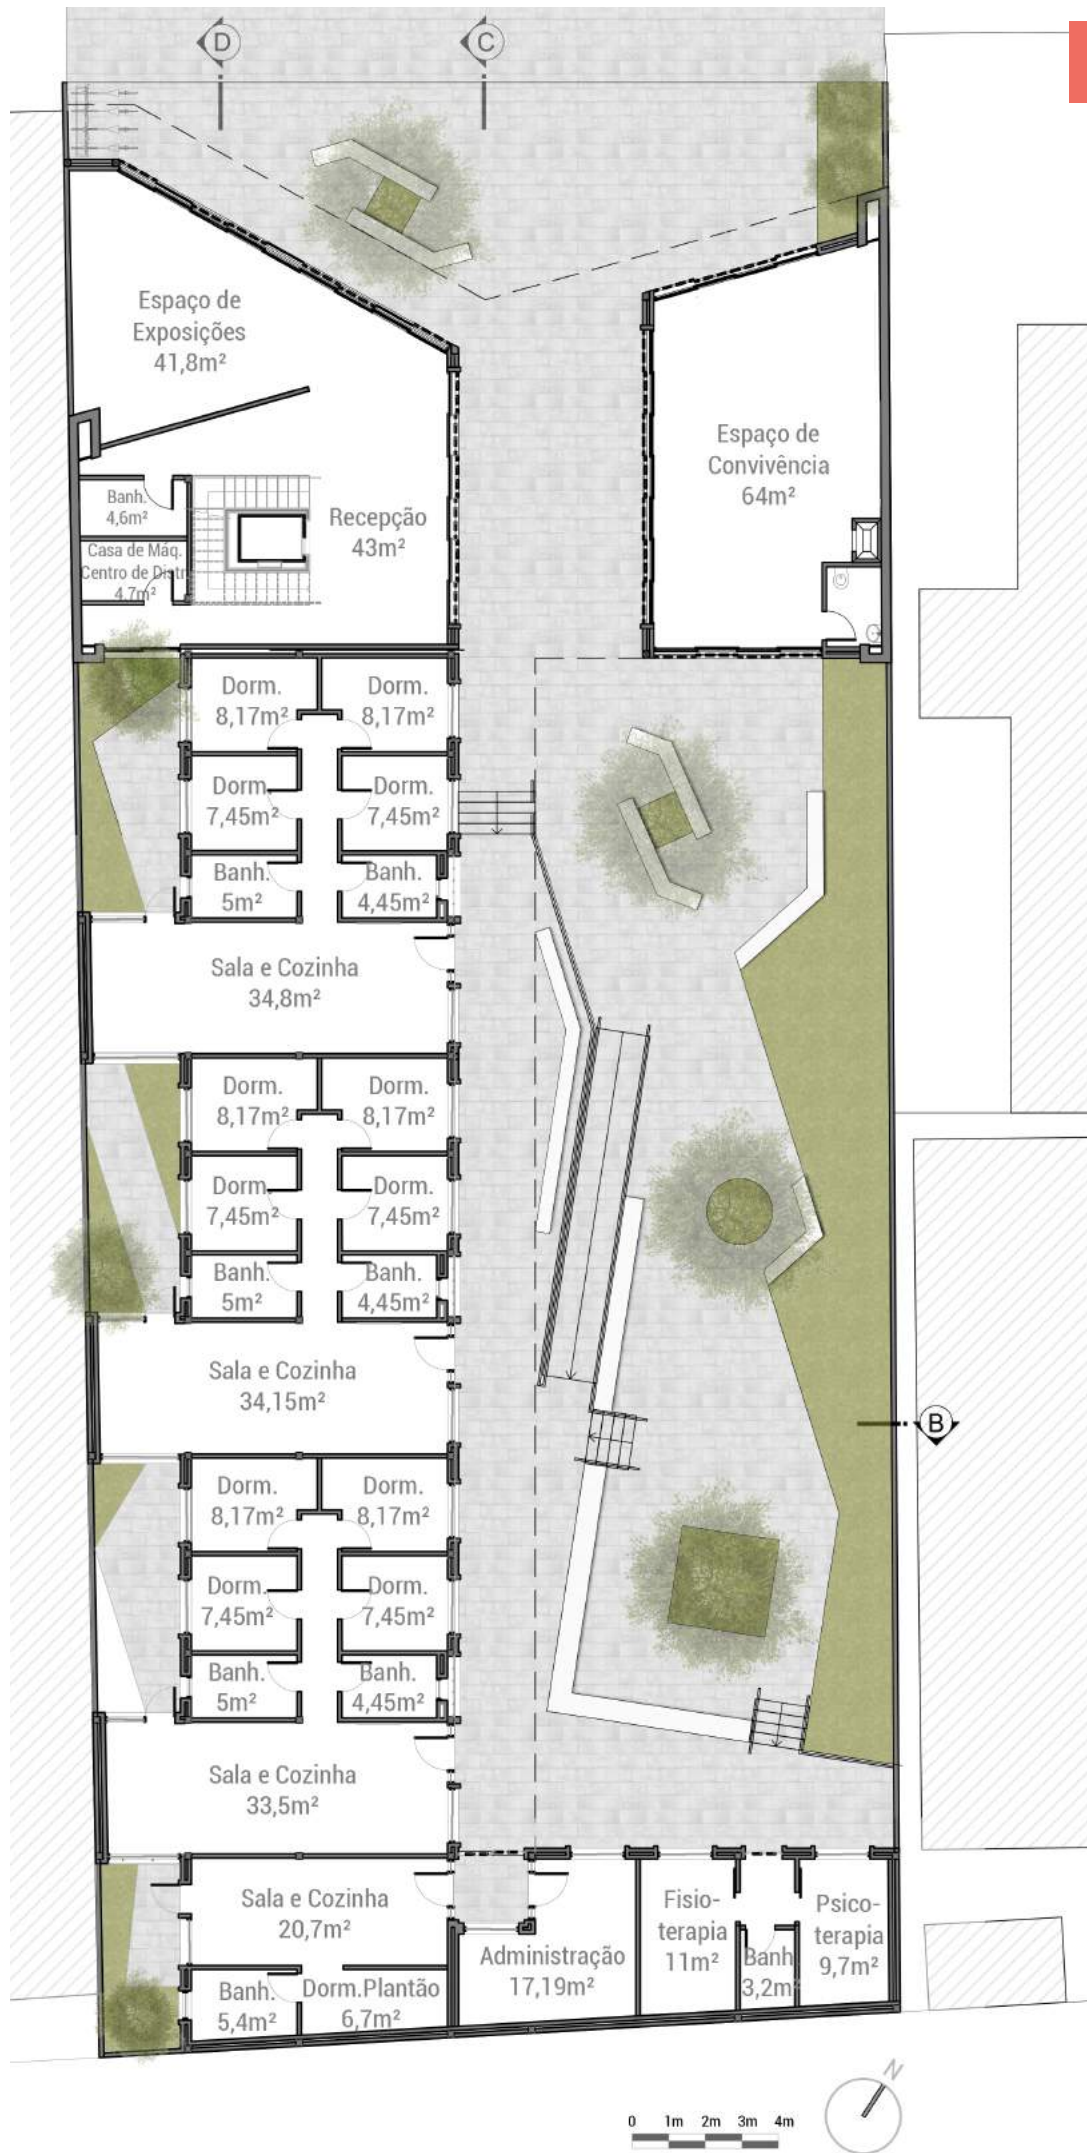 D
C
Espaço de
Exposições
41,8m²
Espaço de
Convivência
64m²
Banh.
4,6m²
Recepção
43m²
Casa de Máq.
Centro de Distr.
4,7m²
Dorm.
8,17m²
Dorm.
8,17m²
Dorm.
7,45m²
Dorm.
7,45m²
Banh.
5m²
Banh.
4,45m²
Sala e Cozinha
34,8m²
Dorm.
8,17m²
Dorm.
8,17m²
Dorm.
7,45m²
Dorm.
7,45m²
Banh.
5m²
Banh.
4,45m²
Sala e Cozinha
34,15m²
B
Dorm.
8,17m²
Dorm.
8,17m²
Dorm.
7,45m²
Dorm.
7,45m²
Banh.
5m²
Banh.
4,45m²
Sala e Cozinha
33,5m²
Sala e Cozinha
20,7m²
Fisio-
terapia
11m²
Psico-
terapia
9,7m²
Administração
17,19m²
Banh.
3,2m²
Banh.
5,4m²
Dorm.Plantão
6,7m²
N
0 1m 2m 3m 4m